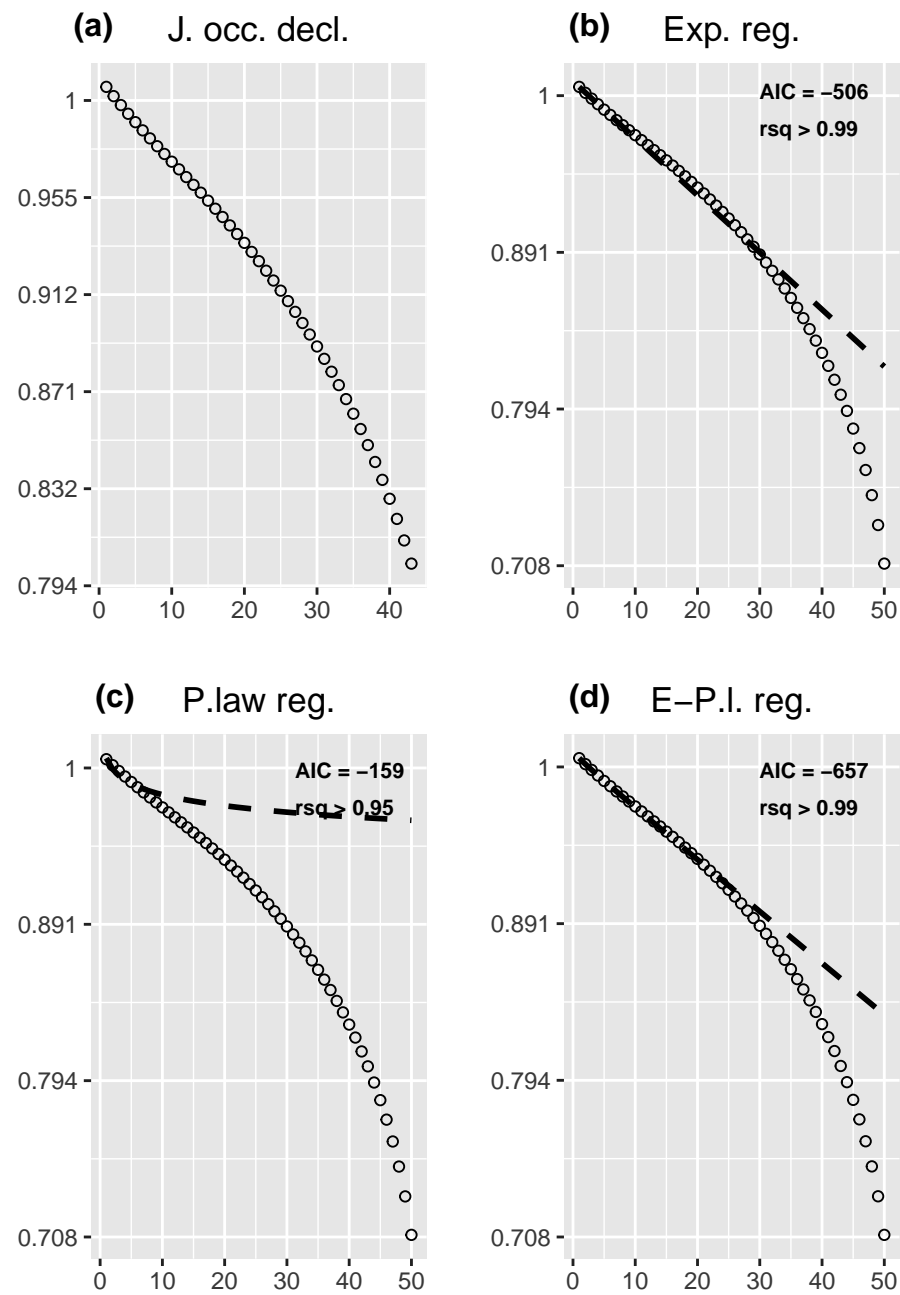 (a) J. occ. decl.
1
0.955
0.912
0.871
0.832
0.794
0 10 20 30 40
(b) Exp. reg.
AIC = −506
rsq > 0.99
1
0.891
0.794
0.708
0 10 20 30 40 50
(c) P.law reg.
AIC = −159
rsq > 0.95
1
0.891
0.794
0.708
0 10 20 30 40 50
(d) E−P.l. reg.
AIC = −657
rsq > 0.99
1
0.891
0.794
0.708
0 10 20 30 40 50